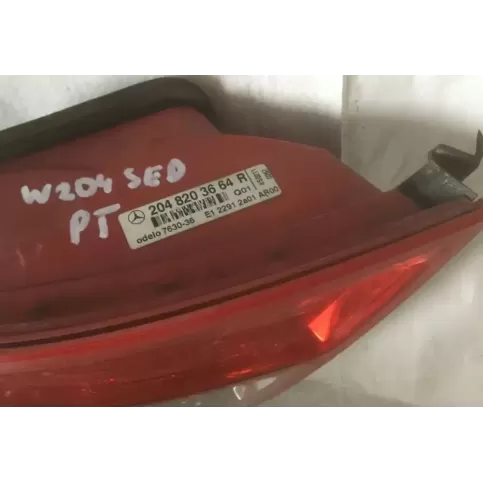 W204 SED
PT
204 820 36 64 R
Q01
odelo 7630-36 E1 2291 2a01 AR00